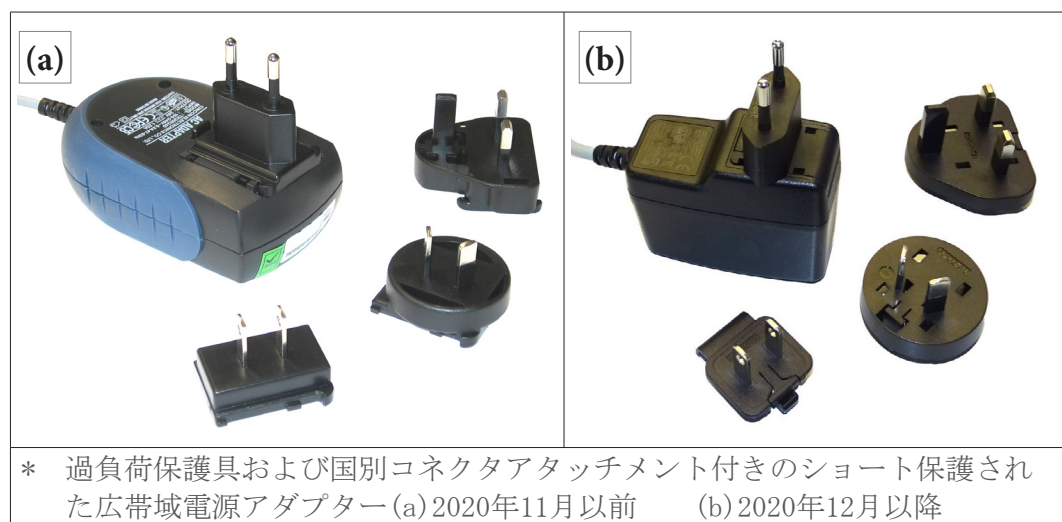 (a)
(b)
AC ADAPTER
* 過負荷保護具および国別コネクタアタッチメント付きのショート保護され
た広帯域電源アダプター(a)2020年11月以前 (b)2020年12月以降